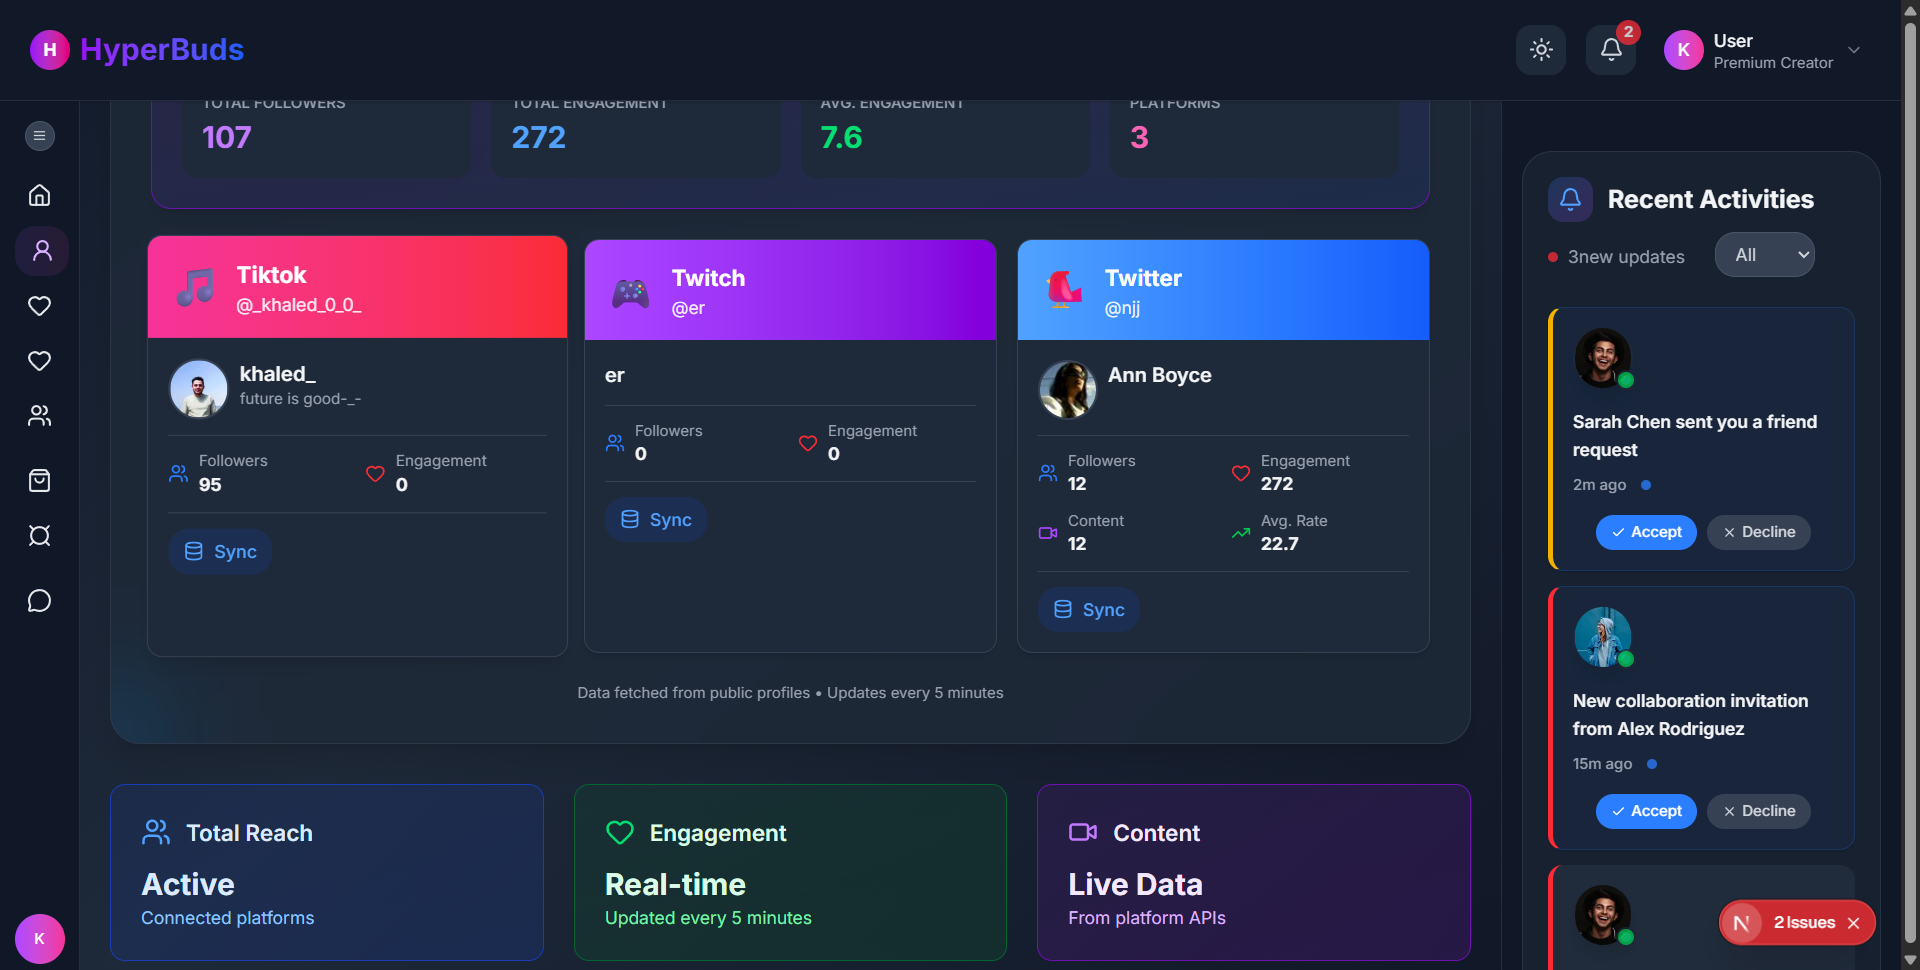 H HyperBuds
2
K User
Premium Creator
TOTAL FOLLOWERS
107
TOTAL ENGAGEMENT
272
AVG. ENGAGEMENT
7.6
PLATFORMS
3
Tiktok
@_khaled_0_0_
khaled_
future is good-_-
Followers
95
Engagement
0
Sync
Twitch
@er
er
Followers
0
Engagement
0
Sync
Twitter
@njj
Ann Boyce
Followers
12
Engagement
272
Content
12
Avg. Rate
22.7
Sync
Data fetched from public profiles • Updates every 5 minutes
Total Reach
Active
Connected platforms
Engagement
Real-time
Updated every 5 minutes
Content
Live Data
From platform APIs
Recent Activities
3new updates
All
Sarah Chen sent you a friend
request
2m ago
Accept
Decline
New collaboration invitation
from Alex Rodriguez
15m ago
Accept
Decline
N 2 Issues
K